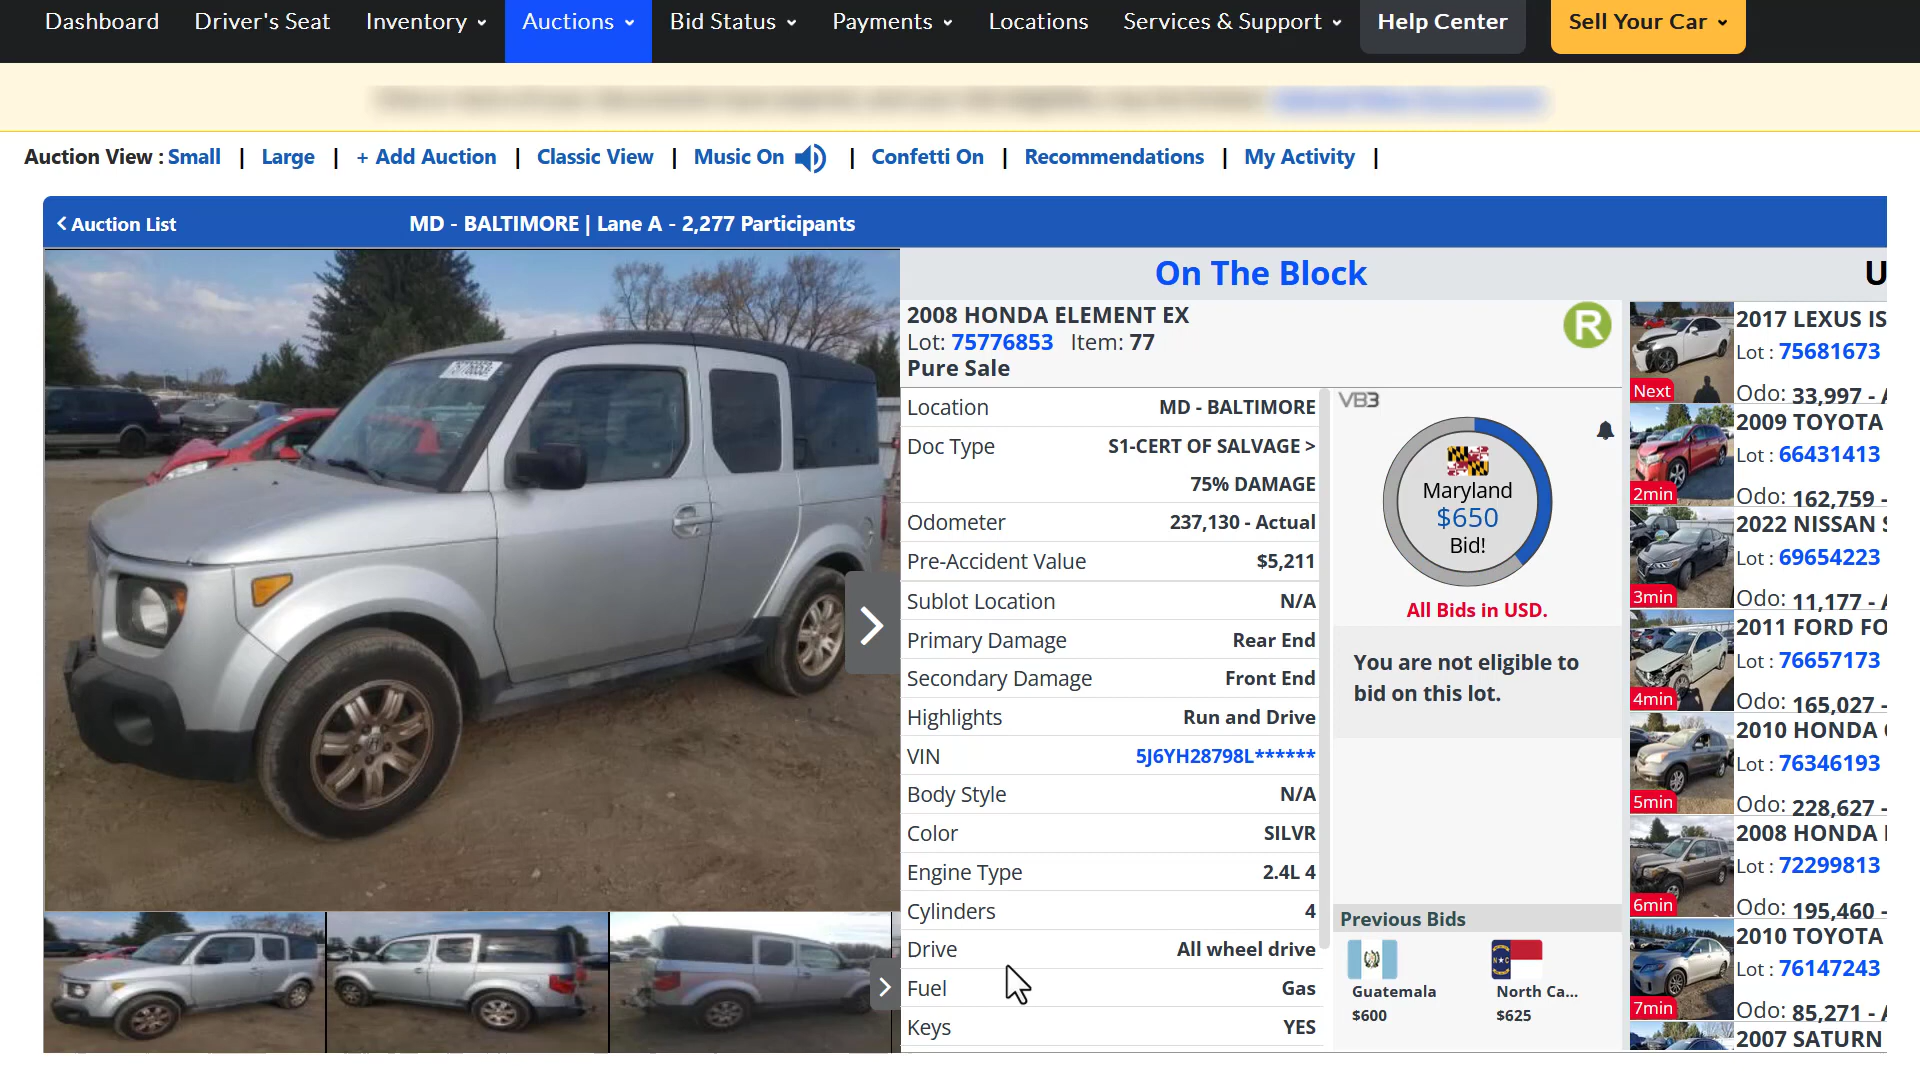 Dashboard Driver's Seat Inventory Auctions Bid Status Payments Locations Services & Support Help Center Sell Your Car
Auction View : Small | Large | + Add Auction | Classic View | Music On | Confetti On | Recommendations | My Activity |
Auction List MD - BALTIMORE | Lane A - 2,277 Participants
On The Block
U
2008 HONDA ELEMENT EX
Lot: 75776853 Item: 77
Pure Sale
R
75776853
Location MD - BALTIMORE
Doc Type S1-CERT OF SALVAGE >
75% DAMAGE
Odometer 237,130 - Actual
Pre-Accident Value $5,211
Sublot Location N/A
Primary Damage Rear End
Secondary Damage Front End
Highlights Run and Drive
VIN 5J6YH28798L******
Body Style N/A
Color SILVR
Engine Type 2.4L 4
Cylinders 4
Drive All wheel drive
Fuel Gas
Keys YES
VB3
Maryland
$650
Bid!
All Bids in USD.
You are not eligible to
bid on this lot.
Previous Bids
Guatemala
$600
North Ca...
$625
2017 LEXUS IS
Lot : 75681673
Next Odo: 33,997 - A
2009 TOYOTA
Lot : 66431413
2min Odo: 162,759 -
2022 NISSAN S
Lot : 69654223
3min Odo: 11,177 - A
2011 FORD FO
Lot : 76657173
4min Odo: 165,027 -
2010 HONDA
Lot : 76346193
5min Odo: 228,627 -
2008 HONDA
Lot : 72299813
6min Odo: 195,460 -
2010 TOYOTA
Lot : 76147243
7min Odo: 85,271 - A
2007 SATURN